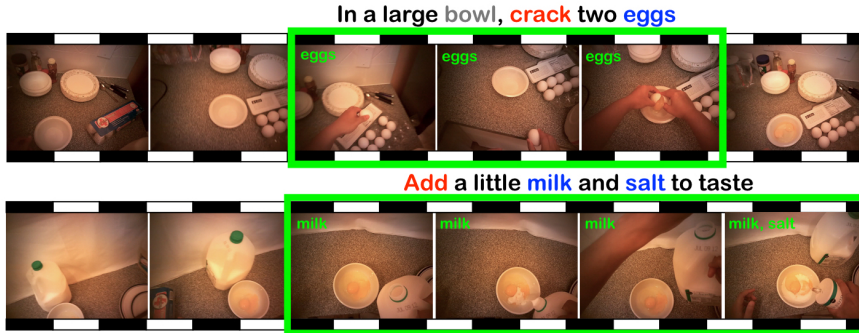 In a large bowl, crack two eggs
eggs
eggs
eggs
Add a little milk and salt to taste
milk
milk
milk
milk, salt